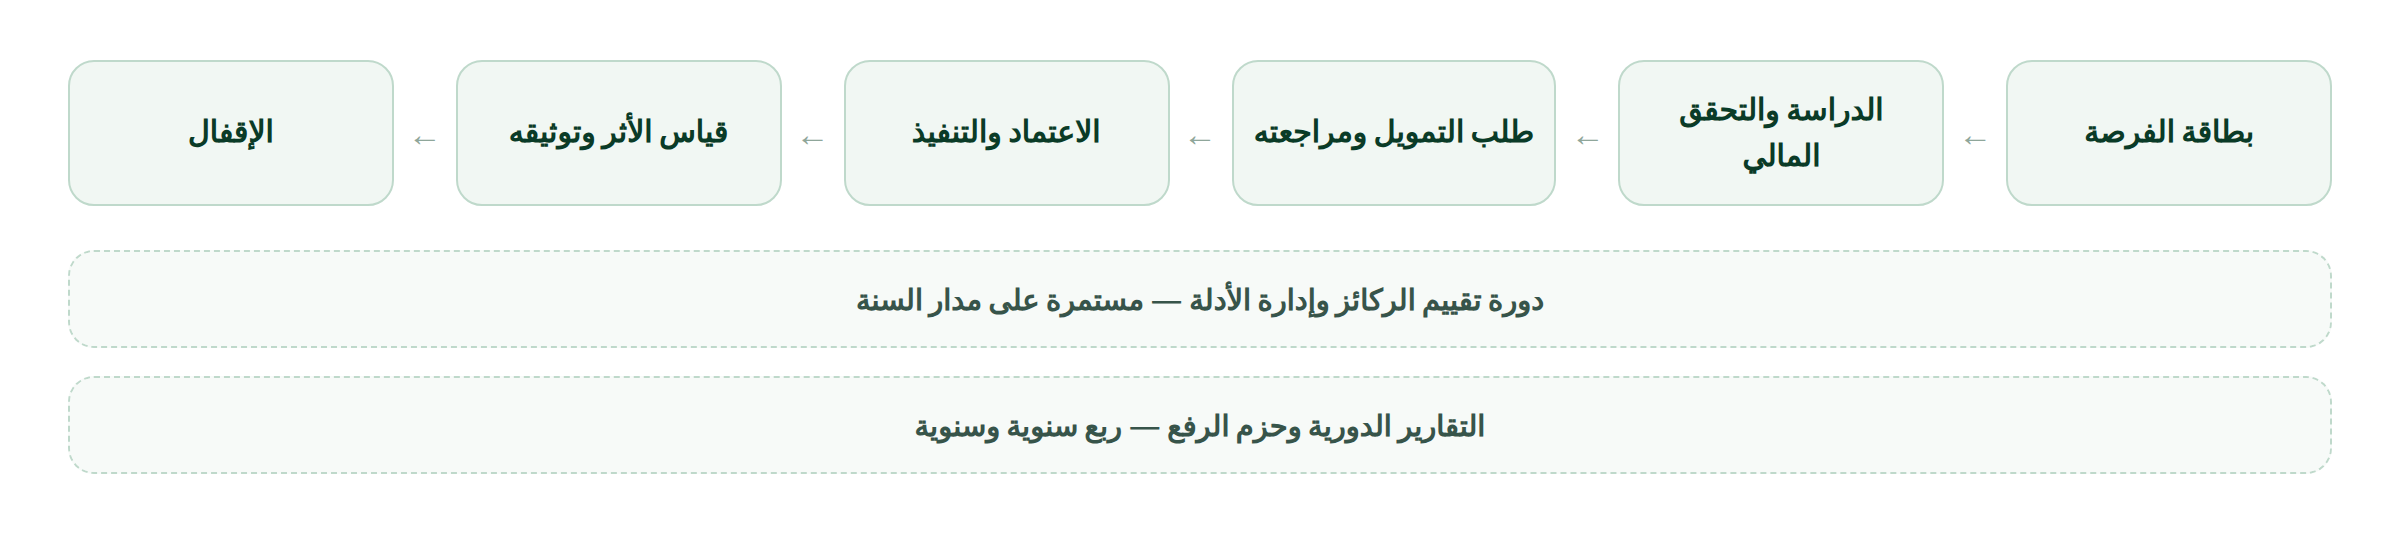 بطاقة الفرصة
←
الدراسة والتحقق
المالي
←
طلب التمويل ومراجعته
←
الاعتماد والتنفيذ
←
قياس الأثر وتوثيقه
←
الإقفال
دورة تقييم الركائز وإدارة الأدلة — مستمرة على مدار السنة
التقارير الدورية وحزم الرفع — ربع سنوية وسنوية